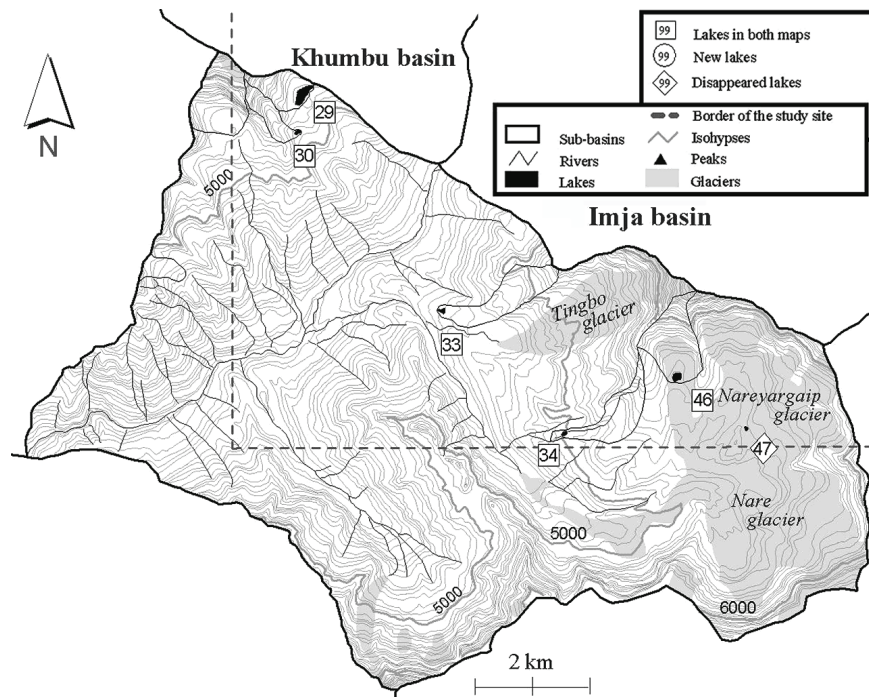 99 Lakes in both maps
99 New lakes
99 Disappeared lakes
Border of the study site
Sub-basins
Isohypses
Rivers
Peaks
Lakes
Glaciers
Khumbu basin
N
29
30
5000
Imja basin
Tingbo
glacier
33
46
Nareyargaip
glacier
34
47
Nare
glacier
5000
5000
6000
2 km